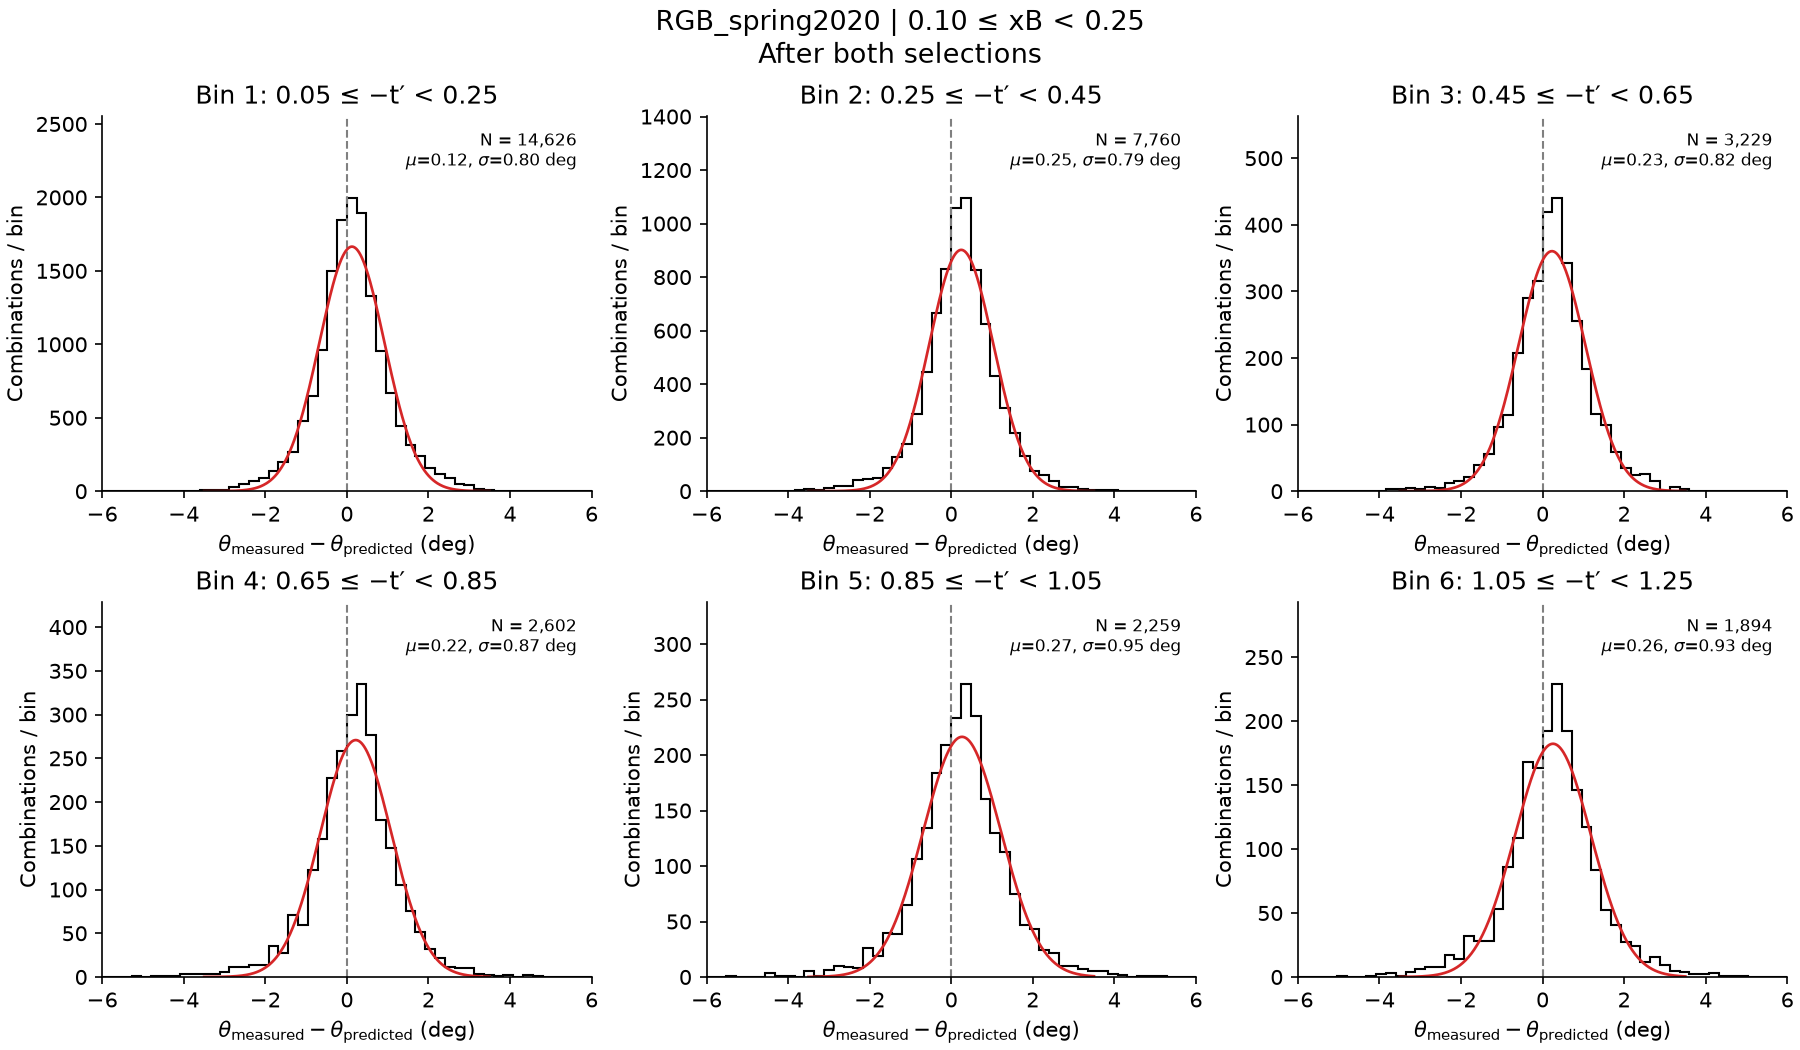 RGB_spring2020 | 0.10 ≤ xB < 0.25
After both selections
Bin 1: 0.05 ≤ −t′ < 0.25
N = 14,626
μ=0.12, σ=0.80 deg
Combinations / bin
2500
2000
1500
1000
500
0
−6 −4 −2 0 2 4 6
θmeasured − θpredicted (deg)
Bin 2: 0.25 ≤ −t′ < 0.45
N = 7,760
μ=0.25, σ=0.79 deg
Combinations / bin
1400
1200
1000
800
600
400
200
0
−6 −4 −2 0 2 4 6
θmeasured − θpredicted (deg)
Bin 3: 0.45 ≤ −t′ < 0.65
N = 3,229
μ=0.23, σ=0.82 deg
Combinations / bin
500
400
300
200
100
0
−6 −4 −2 0 2 4 6
θmeasured − θpredicted (deg)
Bin 4: 0.65 ≤ −t′ < 0.85
N = 2,602
μ=0.22, σ=0.87 deg
Combinations / bin
400
350
300
250
200
150
100
50
0
−6 −4 −2 0 2 4 6
θmeasured − θpredicted (deg)
Bin 5: 0.85 ≤ −t′ < 1.05
N = 2,259
μ=0.27, σ=0.95 deg
Combinations / bin
300
250
200
150
100
50
0
−6 −4 −2 0 2 4 6
θmeasured − θpredicted (deg)
Bin 6: 1.05 ≤ −t′ < 1.25
N = 1,894
μ=0.26, σ=0.93 deg
Combinations / bin
250
200
150
100
50
0
−6 −4 −2 0 2 4 6
θmeasured − θpredicted (deg)